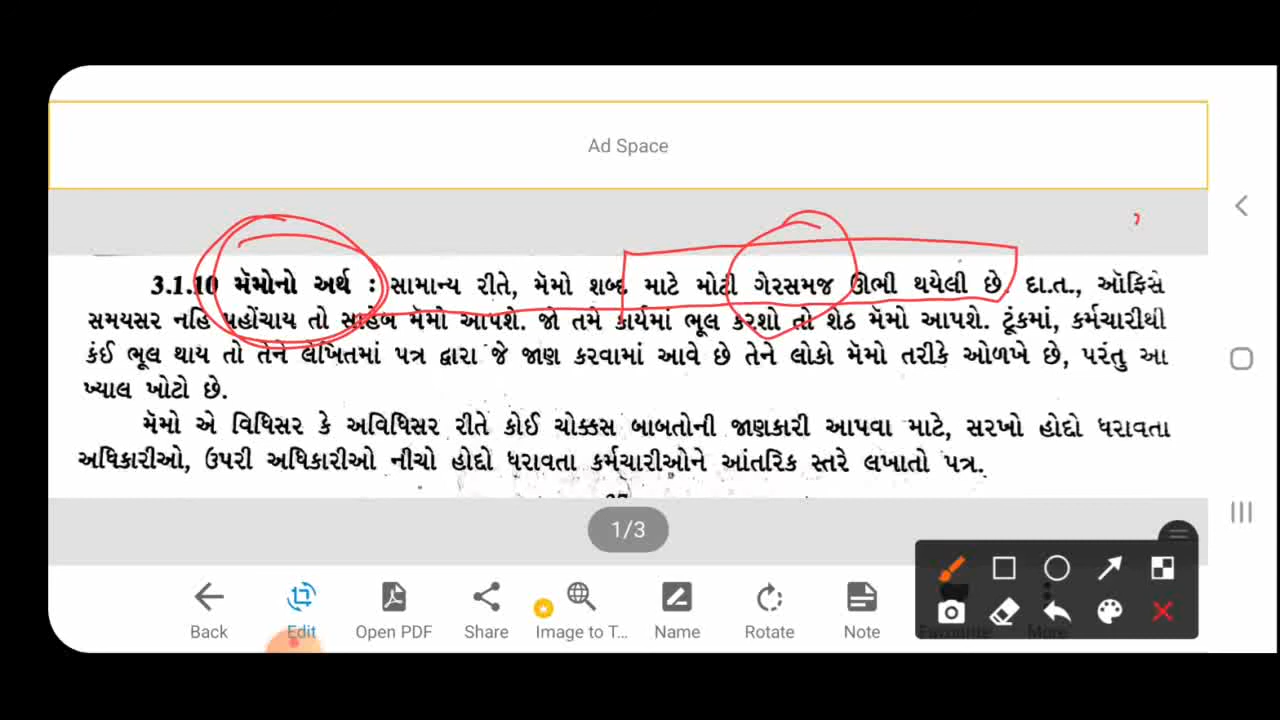 Ad Space
3.1.10 મૅમોનો અર્થ : સામાન્ય રીતે, મૅમો શબ્દ માટે મોટી ગેરસમજ ઊભી થયેલી છે. દા.ત., ઑફિસે
સમયસર નહિ પહોંચાય તો સાહેબ મૅમો આપશે. જો તમે કાર્યમાં ભૂલ કરશો તો શેઠ મૅમો આપશે. ટૂંકમાં, કર્મચારીથી
કંઈ ભૂલ થાય તો તેને લેખિતમાં પત્ર દ્વારા જે જાણ કરવામાં આવે છે તેને લોકો મૅમો તરીકે ઓળખે છે, પરંતુ આ
ખ્યાલ ખોટો છે.
મૅમો એ વિધિસર કે અવિધિસર રીતે કોઈ ચોક્કસ બાબતોની જાણકારી આપવા માટે, સરખો હોદ્દો ધરાવતા
અધિકારીઓ, ઉપરી અધિકારીઓ નીચો હોદ્દો ધરાવતા કર્મચારીઓને આંતરિક સ્તરે લખાતો પત્ર.
1/3
Back Edit Open PDF Share Image to T... Name Rotate Note Favourite More